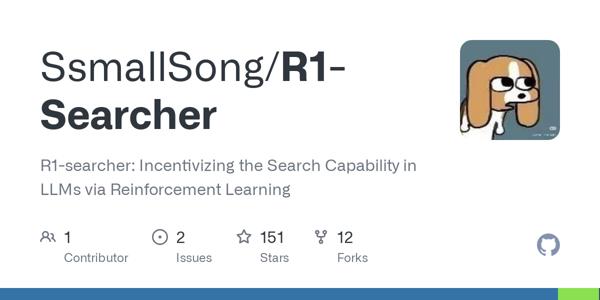 SsmallSong/R1-
Searcher
R1-searcher: Incentivizing the Search Capability in
LLMs via Reinforcement Learning
1 2 151 12
Contributor Issues Stars Forks